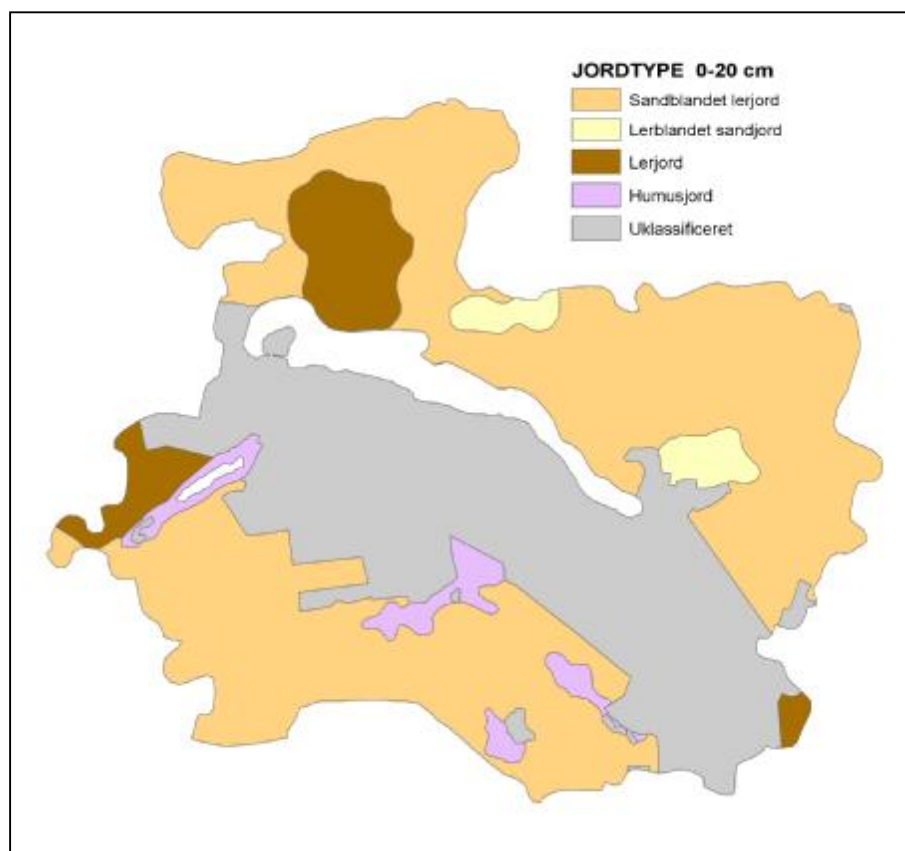 JORDTYPE 0-20 cm
Sandblandet lerjord
Lerblandet sandjord
Lerjord
Humusjord
Uklassificeret